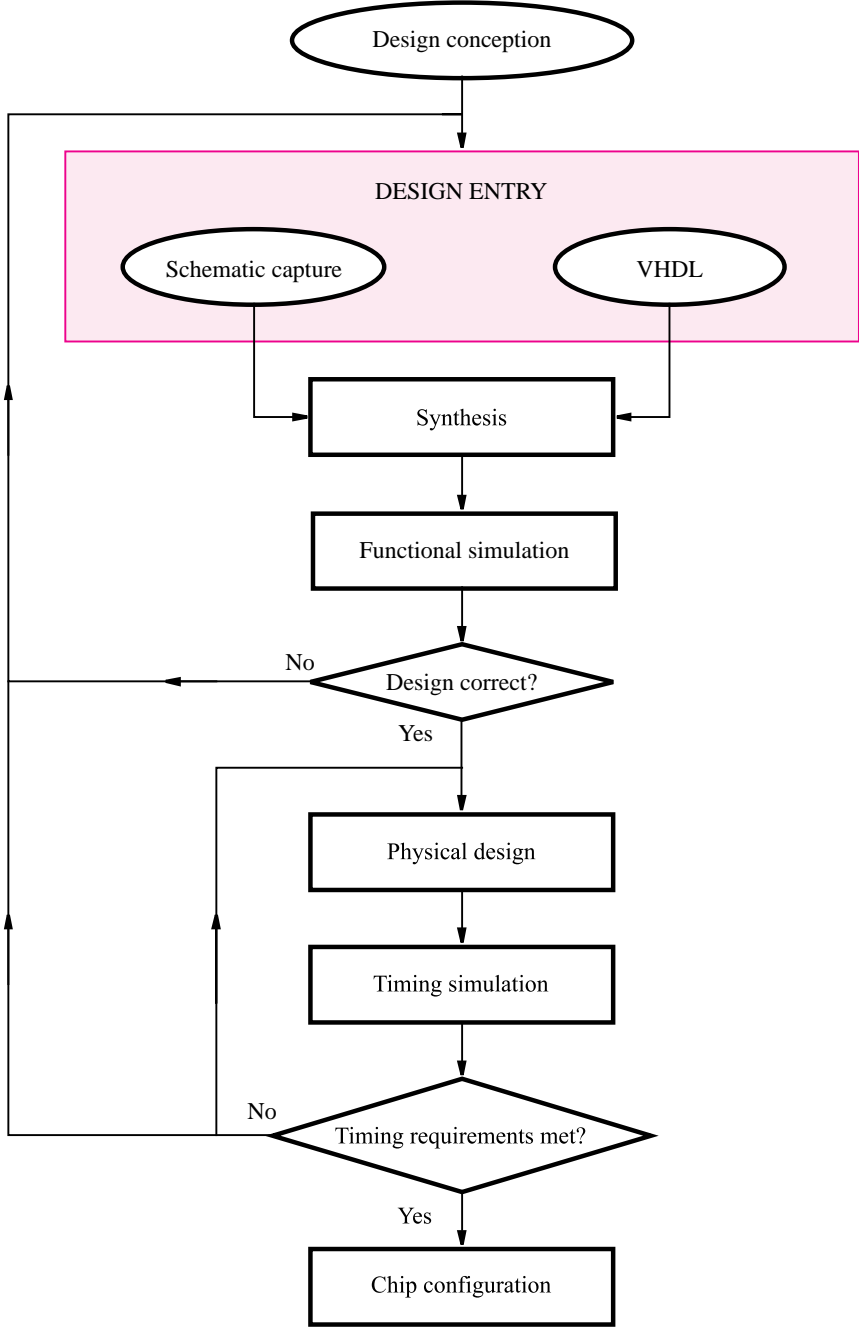 Design conception
DESIGN ENTRY
Schematic capture
VHDL
Synthesis
Functional simulation
No
Design correct?
Yes
Physical design
Timing simulation
No
Timing requirements met?
Yes
Chip configuration